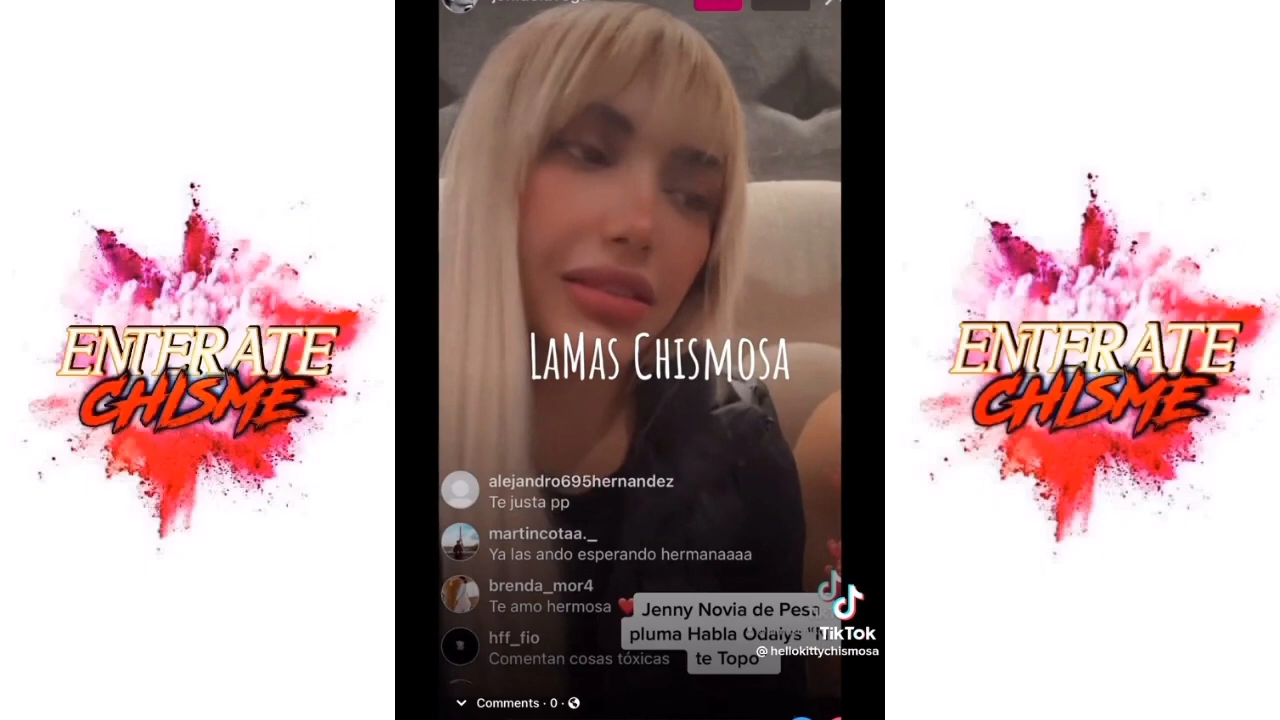 ENTERATE
CHISME
LaMas Chismosa
alejandro695hernandez
Te justa pp
martincotaa._
Ya las ando esperando hermanaaaa
brenda_mor4
Te amo hermosa
hff_fio
Comentan cosas tóxicas
Jenny Novia de
pluma Habla Odalys
te Topo
TikTok
@hellokittychismosa
Comments · 0 ·
ENTERATE
CHISME